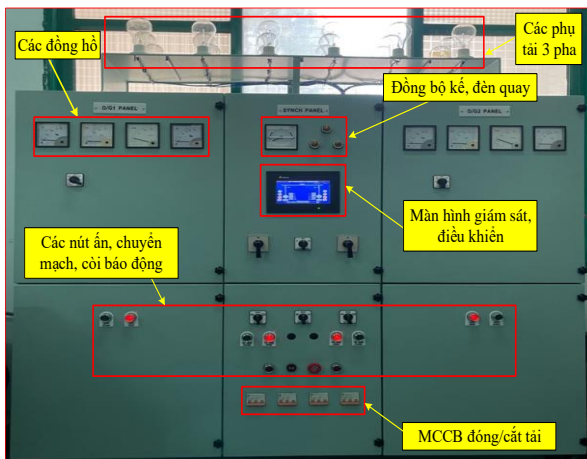 Các đồng hồ
Các phụ
tải 3 pha
Đồng bộ kế, đèn quay
- D/G1 PANEL -
- SYNCH PANEL -
- D/G2 PANEL -
Màn hình giám sát,
điều khiển
Các nút ấn, chuyển
mạch, còi báo động
MCCB đóng/cắt tải